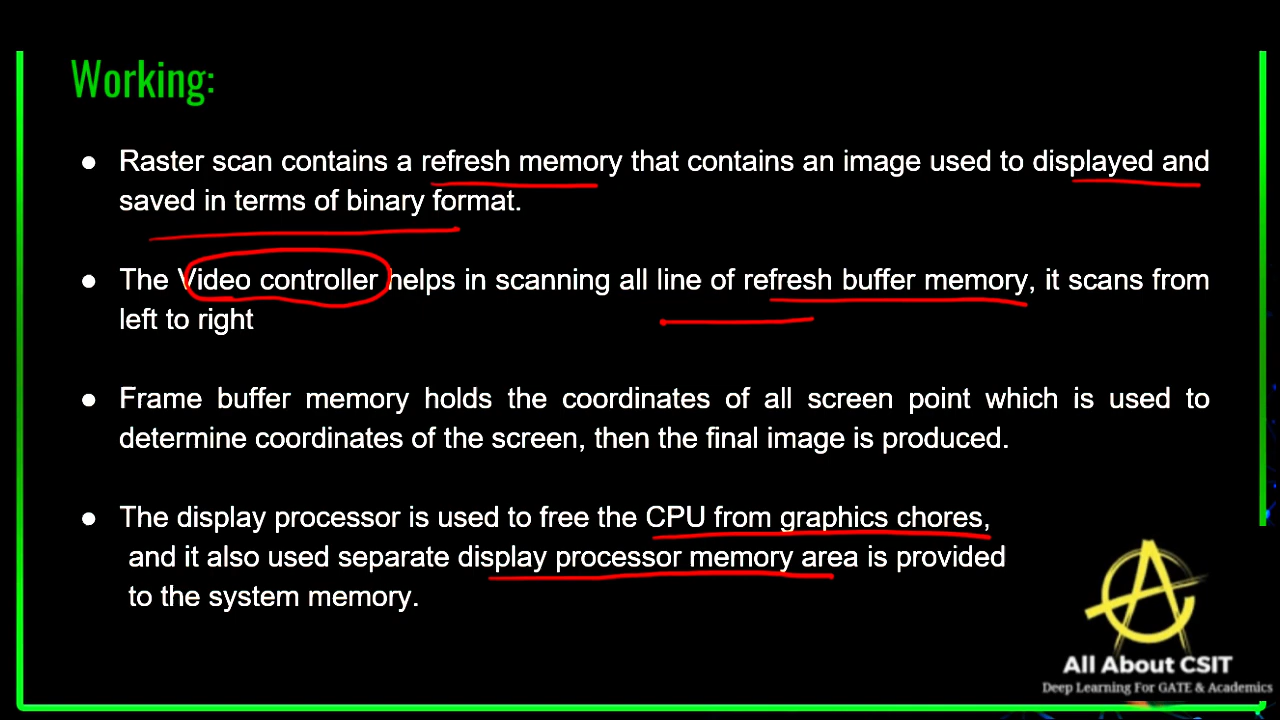 Working:
● Raster scan contains a refresh memory that contains an image used to displayed and
saved in terms of binary format.
● The Video controller helps in scanning all line of refresh buffer memory, it scans from
left to right
● Frame buffer memory holds the coordinates of all screen point which is used to
determine coordinates of the screen, then the final image is produced.
● The display processor is used to free the CPU from graphics chores,
and it also used separate display processor memory area is provided
to the system memory.
All About CSIT
Deep Learning For GATE & Academics